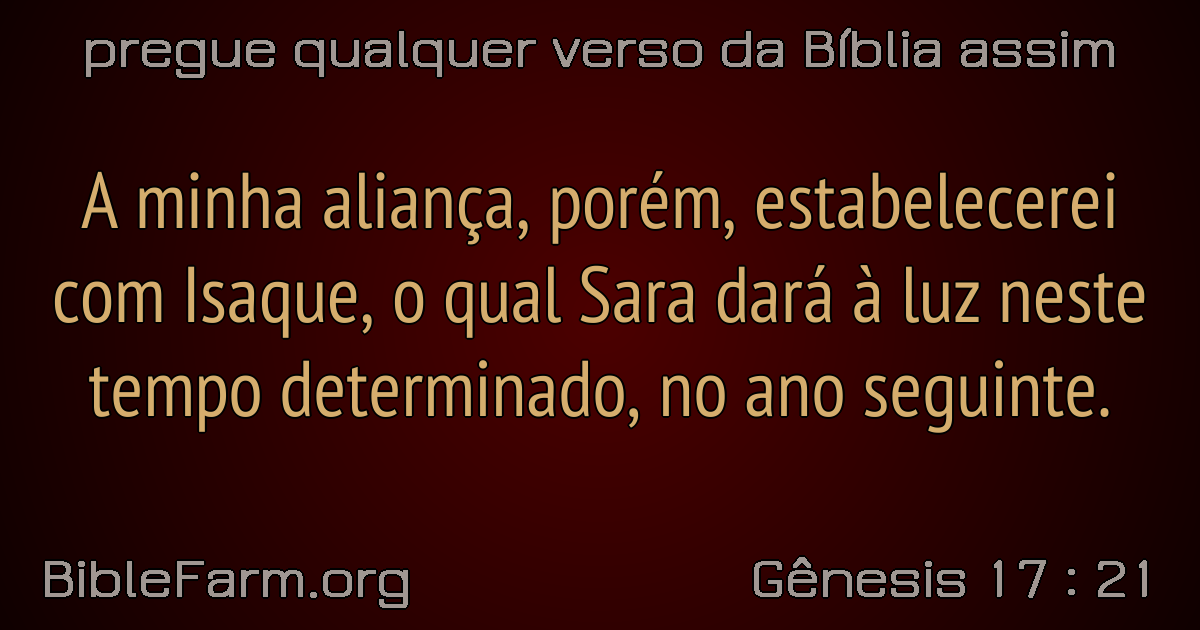 pregue qualquer verso da Bíblia assim
A minha aliança, porém, estabelecerei
com Isaque, o qual Sara dará à luz neste
tempo determinado, no ano seguinte.
BibleFarm.org
Gênesis 17 : 21